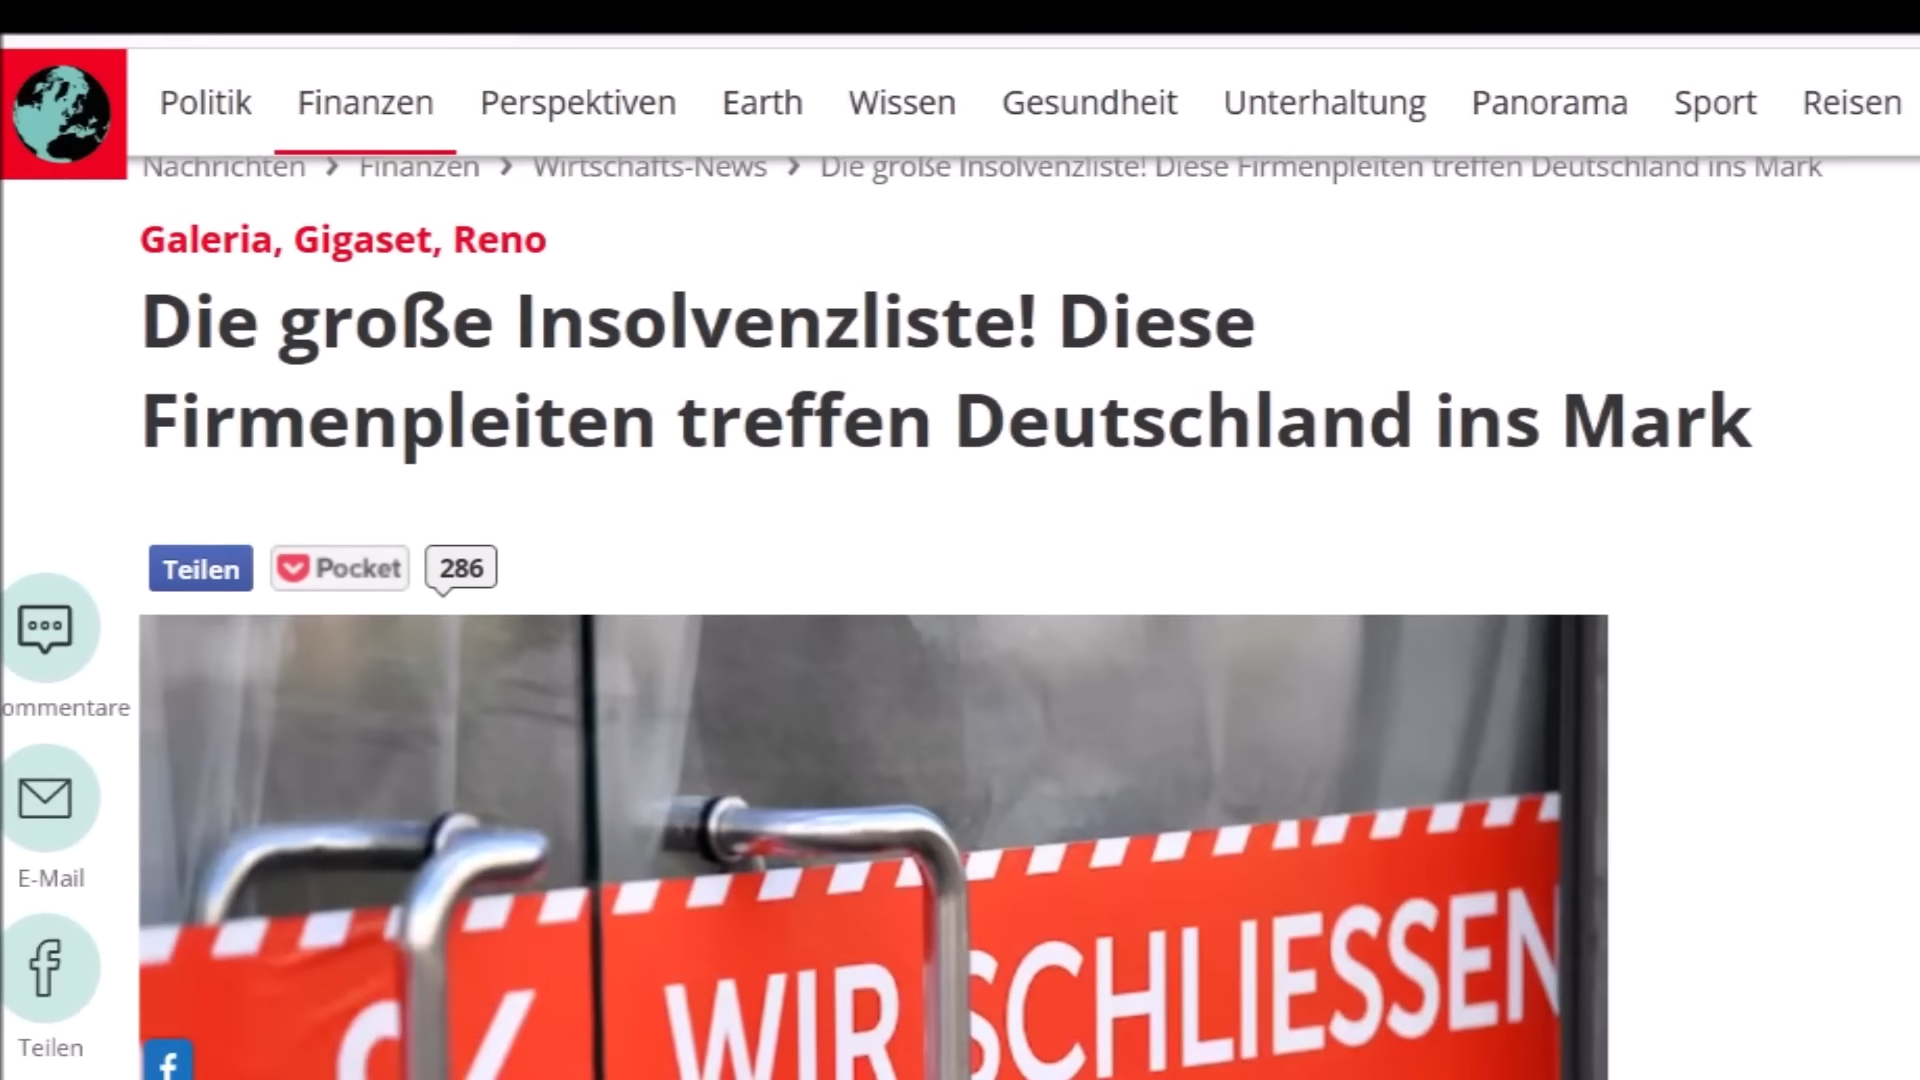 Politik Finanzen Perspektiven Earth Wissen Gesundheit Unterhaltung Panorama Sport Reisen
Nachrichten > Finanzen > Wirtschafts-News > Die große Insolvenzliste! Diese Firmenpleiten treffen Deutschland ins Mark
Galeria, Gigaset, Reno
Die große Insolvenzliste! Diese
Firmenpleiten treffen Deutschland ins Mark
Teilen Pocket 286
ommentare
E-Mail
Teilen
% WIR SCHLIESSEN